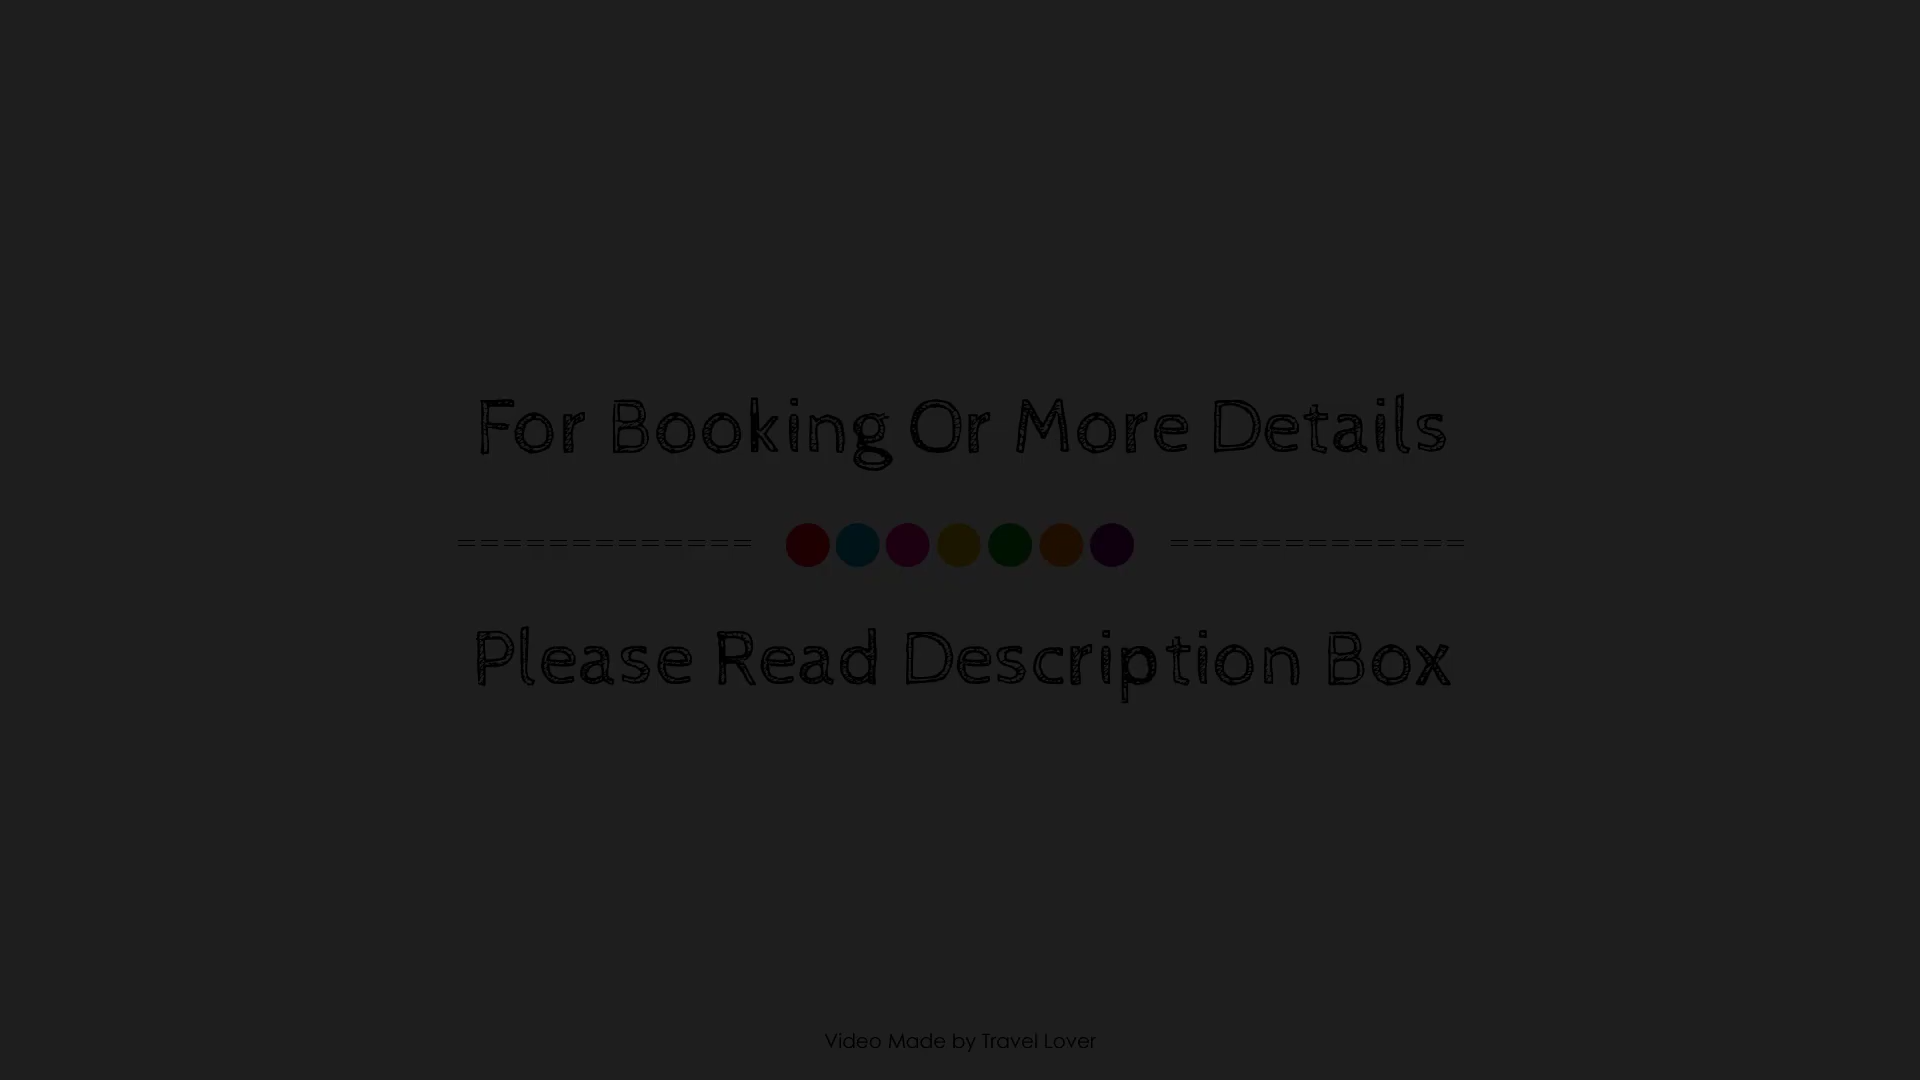 For Booking Or More Details
============= =============
Please Read Description Box
Video Made by Travel Lover